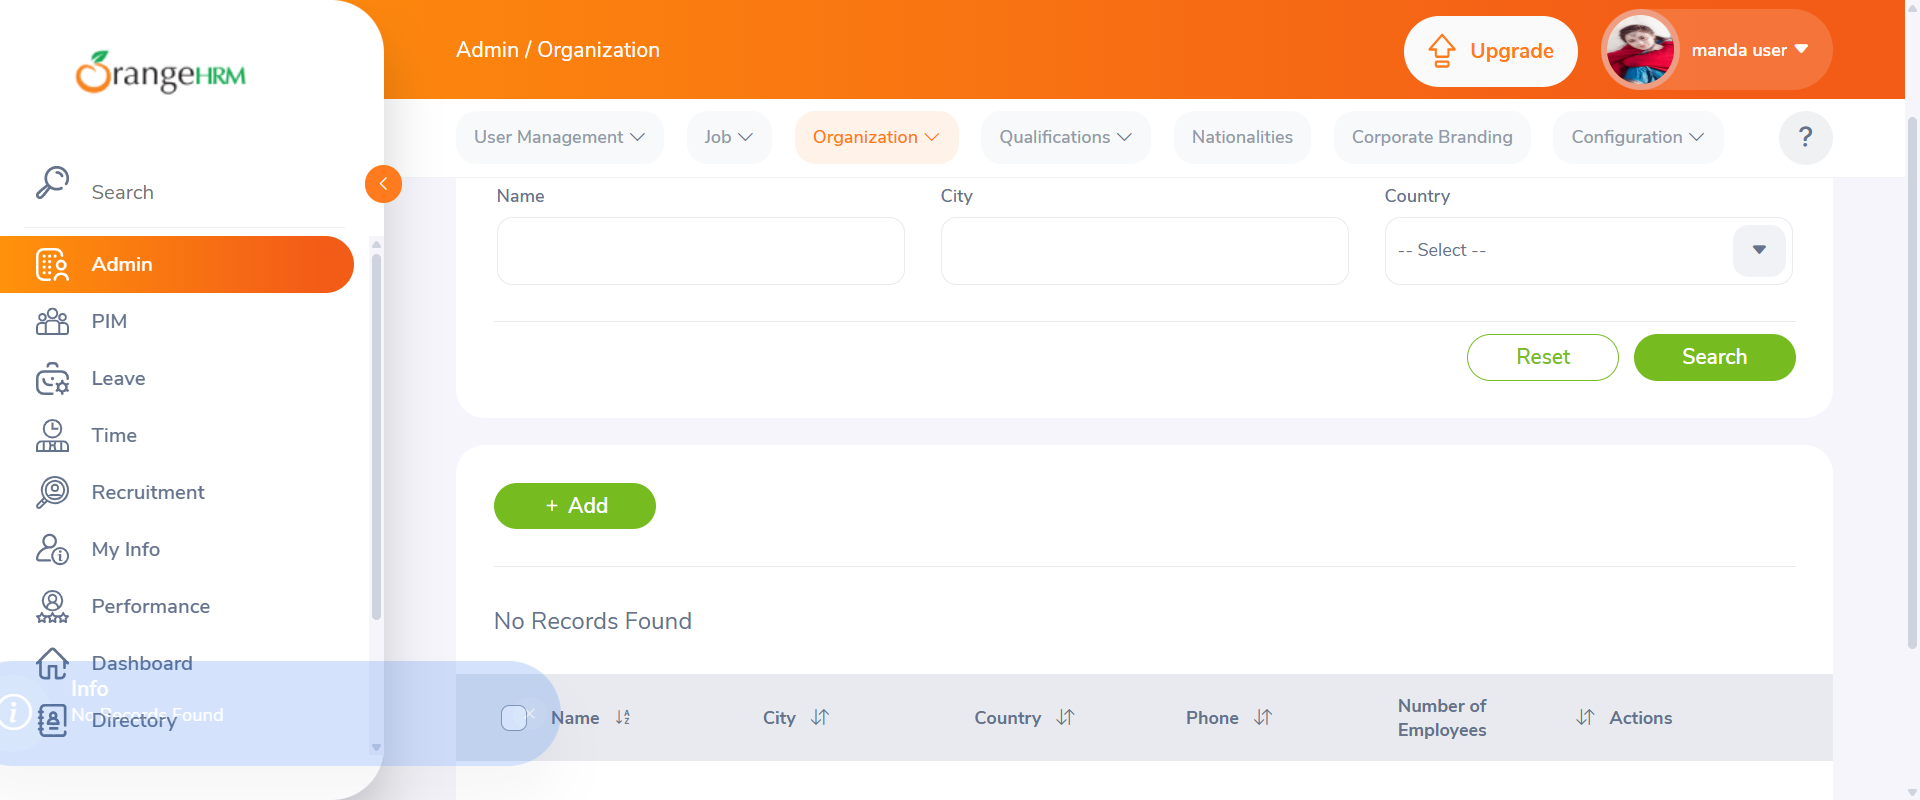 OrangeHRM
Admin / Organization
Upgrade
manda user
User Management
Job
Organization
Qualifications
Nationalities
Corporate Branding
Configuration
?
Search
Admin
PIM
Leave
Time
Recruitment
My Info
Performance
Dashboard
Directory
Info
No Records Found
Name
City
Country
-- Select --
Reset
Search
+ Add
No Records Found
Name
City
Country
Phone
Number of
Employees
Actions